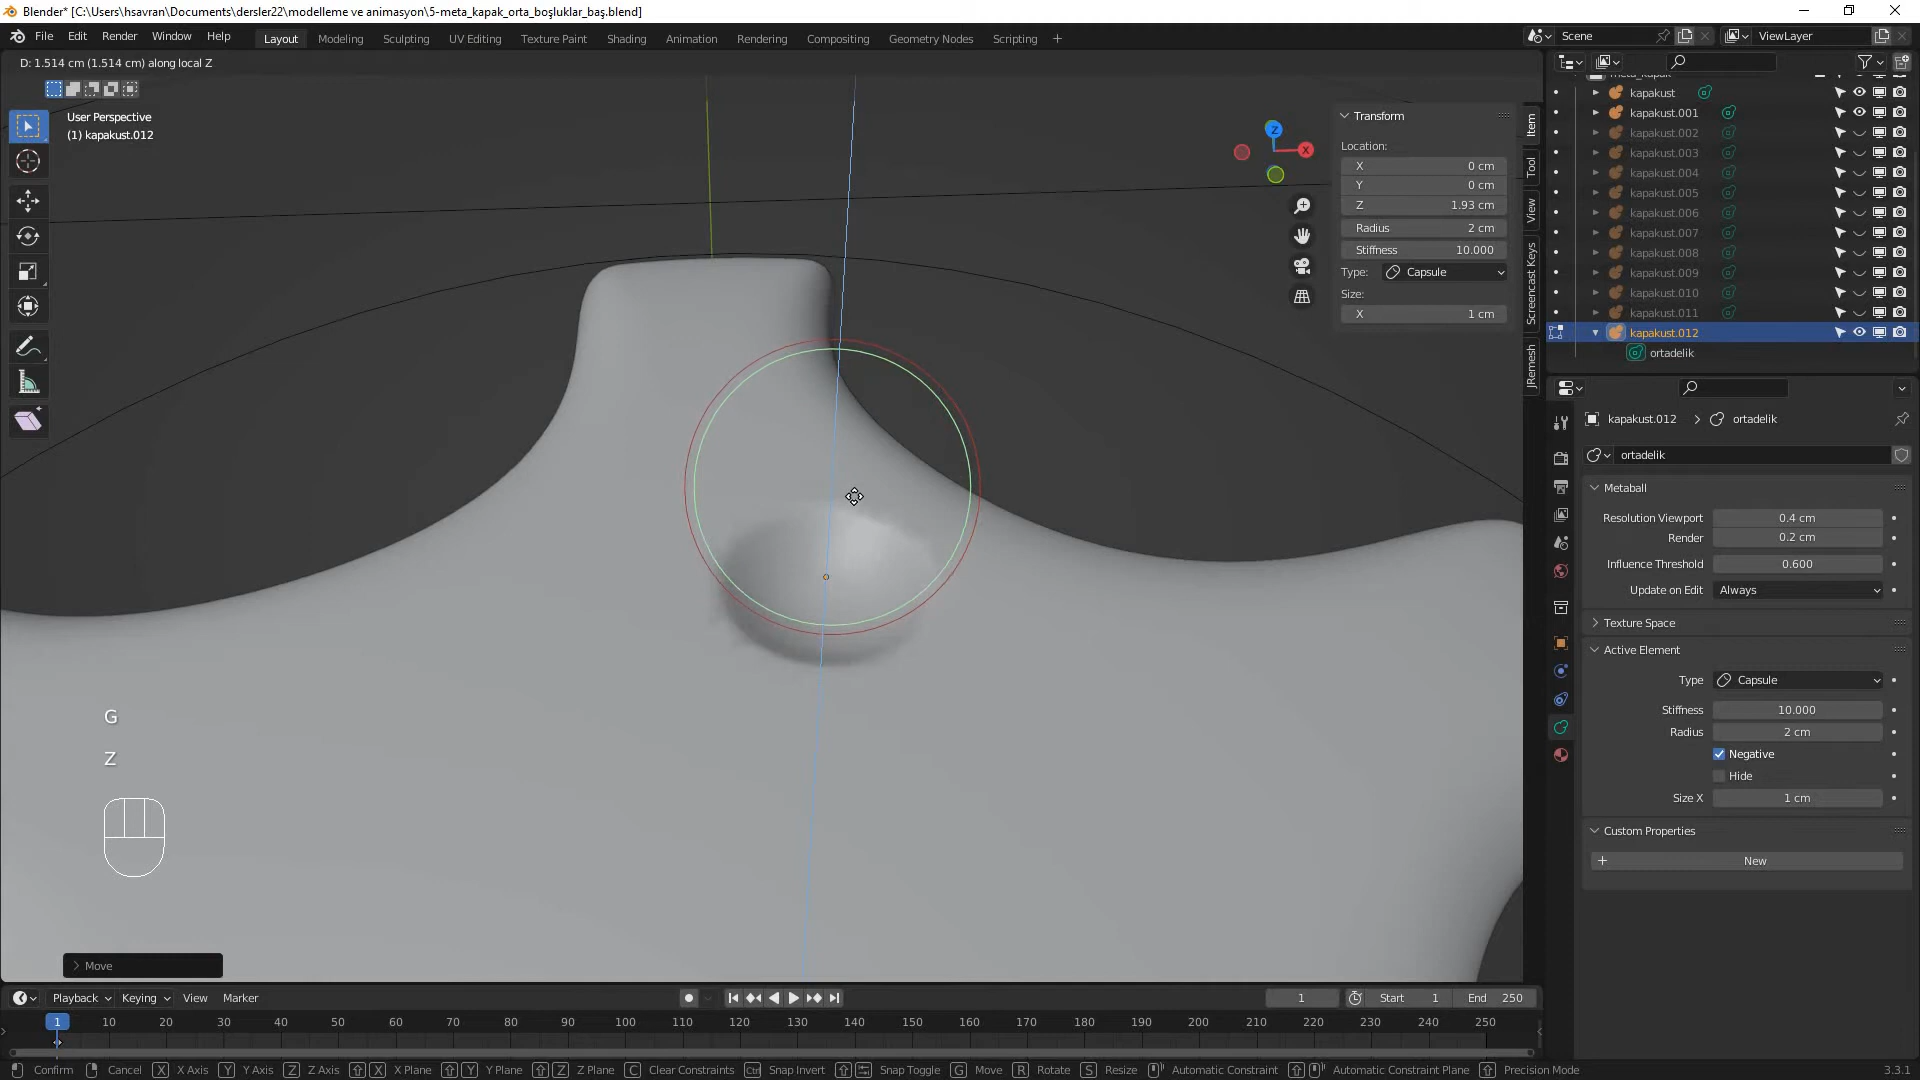 Blender* [C:\Users\hsavran\Documents\dersler22\modelleme ve animasyon\5-meta_kapak_orta_boşluklar_baş.blend]
File Edit Render Window Help Layout Modeling Sculpting UV Editing Texture Paint Shading Animation Rendering Compositing Geometry Nodes Scripting + Scene ViewLayer
D: 1.514 cm (1.514 cm) along local Z
User Perspective
(1) kapakust.012
Z
X
Transform
Location:
X 0 cm
Y 0 cm
Z 1.93 cm
Radius 2 cm
Stiffness 10.000
Type: Capsule
Size:
X 1 cm
Item
Tool
View
Screencast Keys
JRemesh
kapakust
kapakust.001
kapakust.002
kapakust.003
kapakust.004
kapakust.005
kapakust.006
kapakust.007
kapakust.008
kapakust.009
kapakust.010
kapakust.011
kapakust.012
ortadelik
kapakust.012 > ortadelik
ortadelik
Metaball
Resolution Viewport 0.4 cm
Render 0.2 cm
Influence Threshold 0.600
Update on Edit Always
Texture Space
Active Element
Type Capsule
Stiffness 10.000
Radius 2 cm
Negative
Hide
Size X 1 cm
Custom Properties
+ New
G
Z
Move
Playback Keying View Marker 1 Start 1 End 250
1 10 20 30 40 50 60 70 80 90 100 110 120 130 140 150 160 170 180 190 200 210 220 230 240 250
Confirm Cancel X X Axis Y Y Axis Z Z Axis X X Plane Y Y Plane Z Z Plane C Clear Constraints Ctrl Snap Invert Snap Toggle G Move R Rotate S Resize Automatic Constraint Automatic Constraint Plane Precision Mode 3.3.1